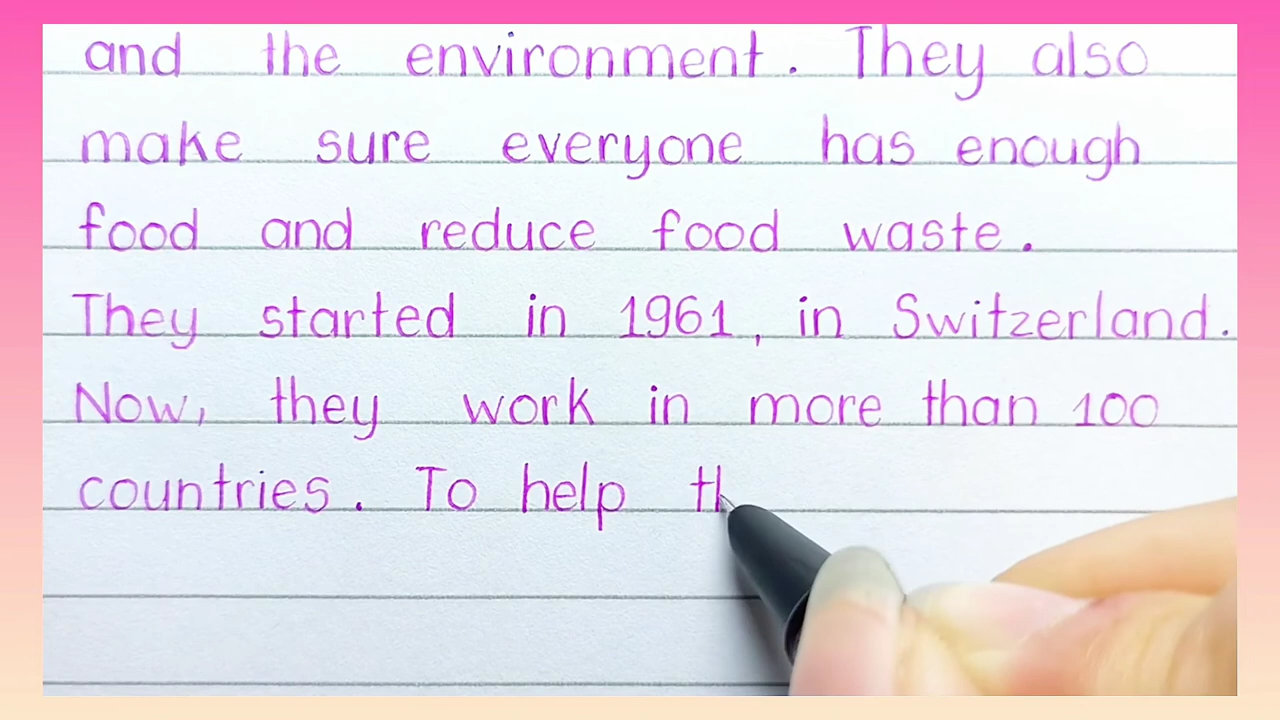 and the environment. They also
make sure everyone has enough
food and reduce food waste.
They started in 1961, in Switzerland.
Now, they work in more than 100
countries. To help th